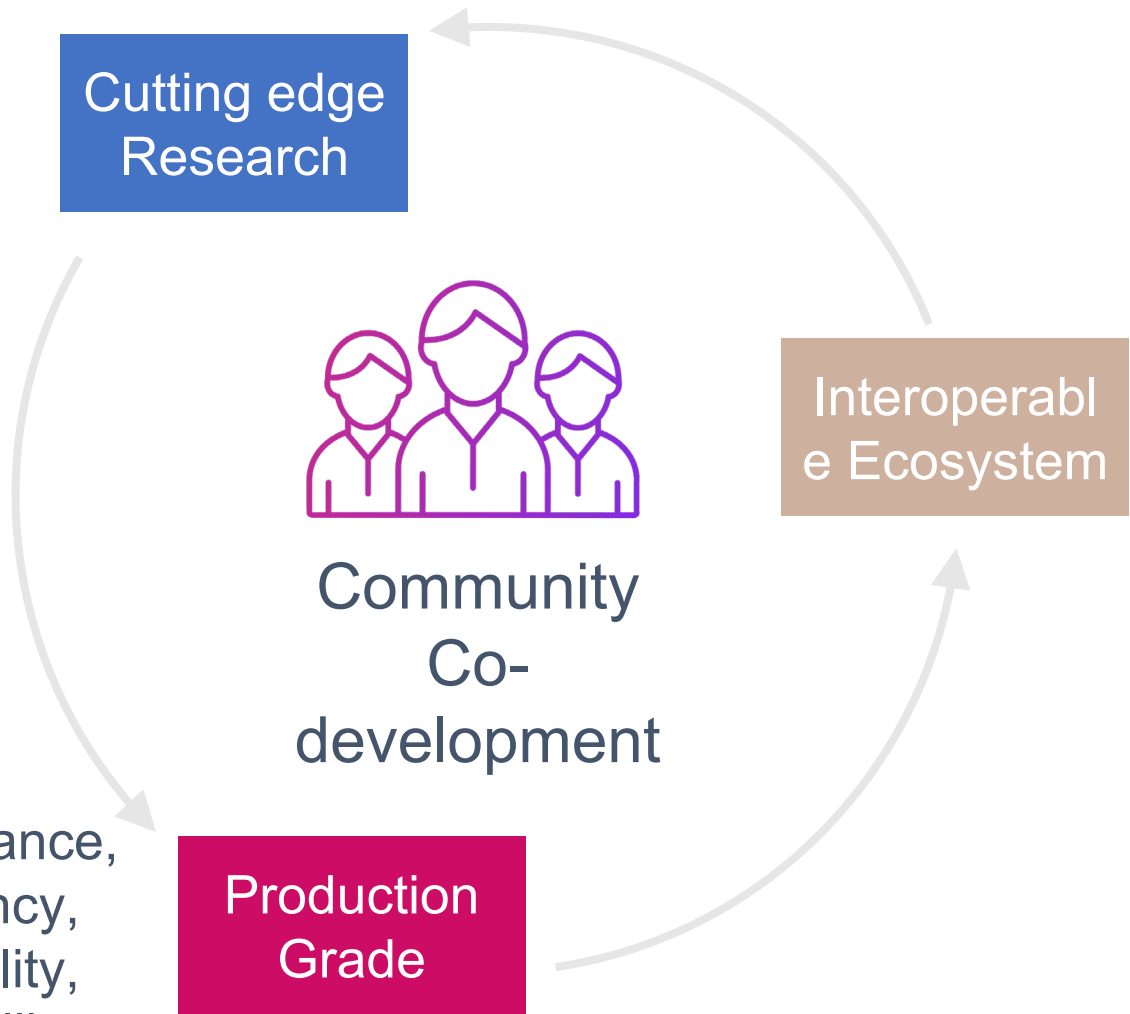 Cutting edge
Research
Interoperabl
e Ecosystem
Community
Co-
development
ance,
ncy,
lity,
Production
Grade